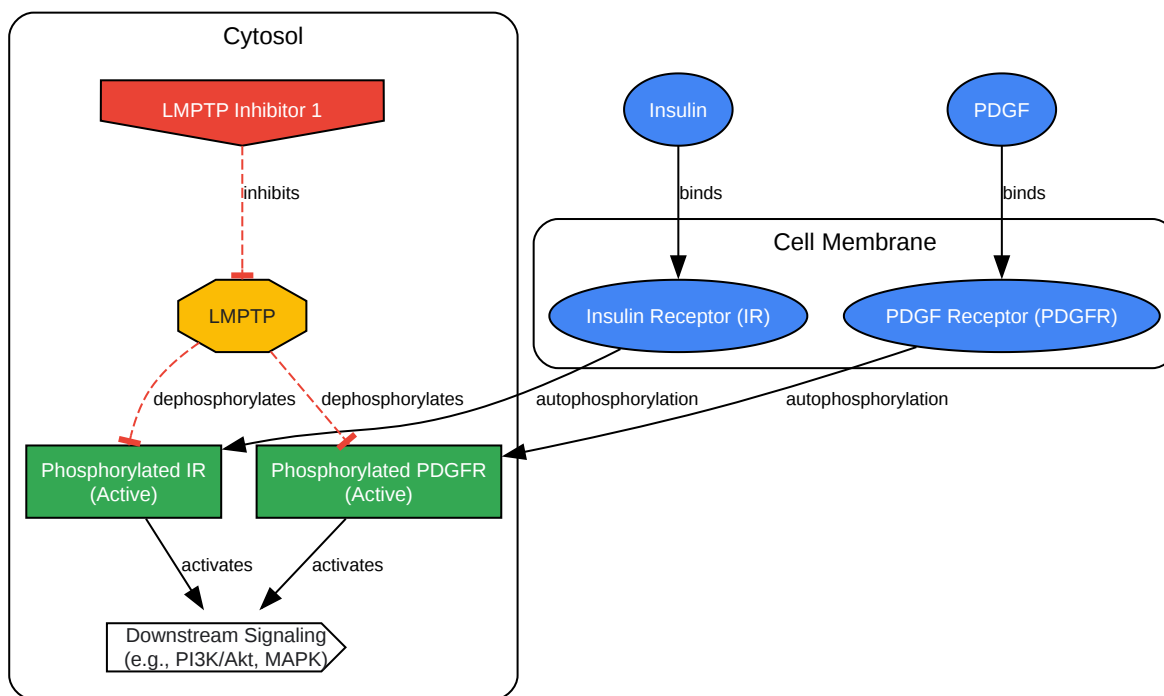 Cytosol
LMPTP Inhibitor 1
Insulin
PDGF
inhibits
binds
binds
Cell Membrane
LMPTP
Insulin Receptor (IR)
PDGF Receptor (PDGFR)
dephosphorylates
dephosphorylates
autophosphorylation
autophosphorylation
Phosphorylated IR
(Active)
Phosphorylated PDGFR
(Active)
activates
activates
Downstream Signaling
(e.g., PI3K/Akt, MAPK)